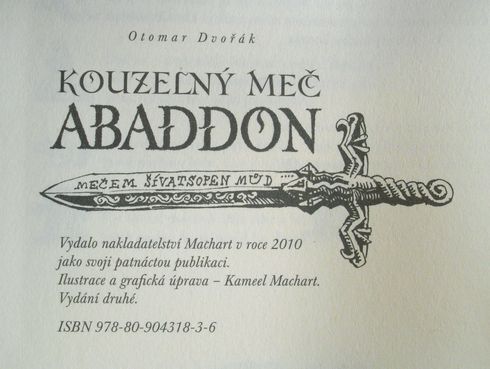 Otomar Dvořák
KOUZELNÝ MEČ
ABADDON
MEČEM ŠÍVATSOPEN MŮD
Vydalo nakladatelství Machart v roce 2010
jako svoji patnáctou publikaci.
Ilustrace a grafická úprava – Kameel Machart.
Vydání druhé.
ISBN 978-80-904318-3-6